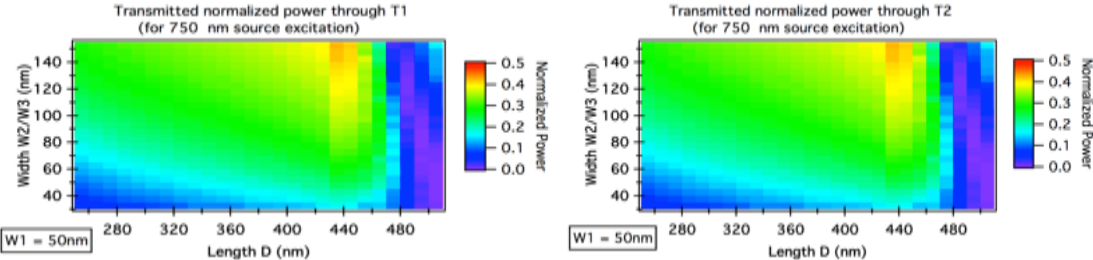 Transmitted normalized power through T1
(for 750 nm source excitation)
Width W2/W3 (nm)
140
120
100
80
60
40
280 320 360 400 440 480
Length D (nm)
W1 = 50nm
0.5
0.4
0.3
0.2
0.1
0.0
Normalized Power
Transmitted normalized power through T2
(for 750 nm source excitation)
Width W2/W3 (nm)
140
120
100
80
60
40
280 320 360 400 440 480
Length D (nm)
W1 = 50nm
0.5
0.4
0.3
0.2
0.1
0.0
Normalized Power